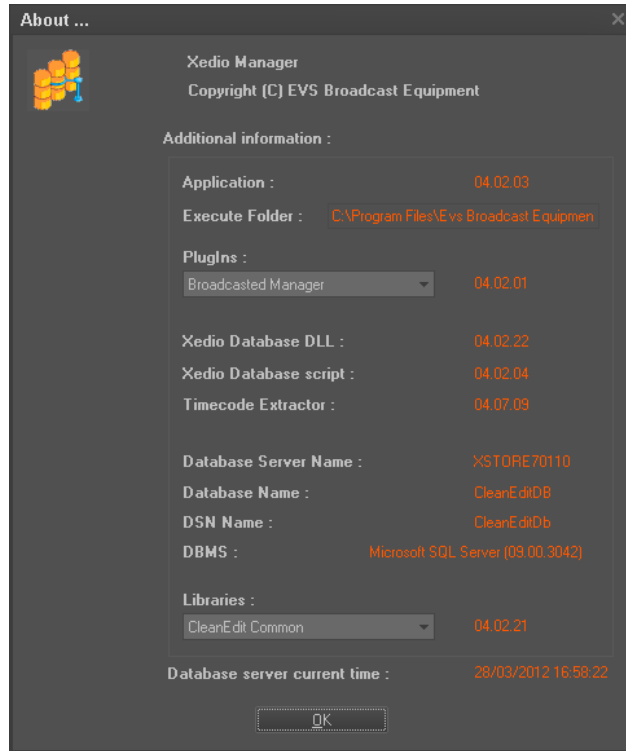 About ...
Xedio Manager
Copyright (C) EVS Broadcast Equipment
Additional information :
Application : 04.02.03
Execute Folder : C:\Program Files\Evs Broadcast Equipmen
PlugIns :
Broadcasted Manager 04.02.01
Xedio Database DLL : 04.02.22
Xedio Database script : 04.02.04
Timecode Extractor : 04.07.09
Database Server Name : XSTORE70110
Database Name : CleanEditDB
DSN Name : CleanEditDb
DBMS : Microsoft SQL Server (09.00.3042)
Libraries :
CleanEdit Common 04.02.21
Database server current time : 28/03/2012 16:58:22
OK